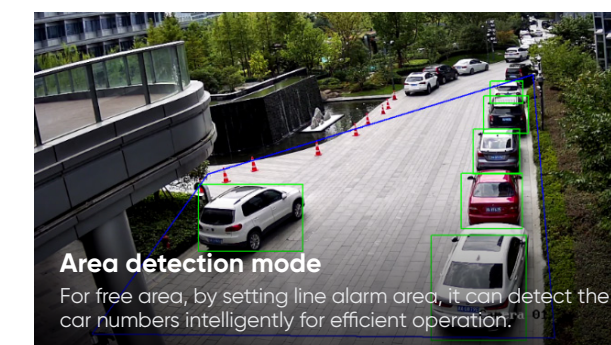 Area detection mode
For free area, by setting line alarm area, it can detect the
car numbers intelligently for efficient operation.
01